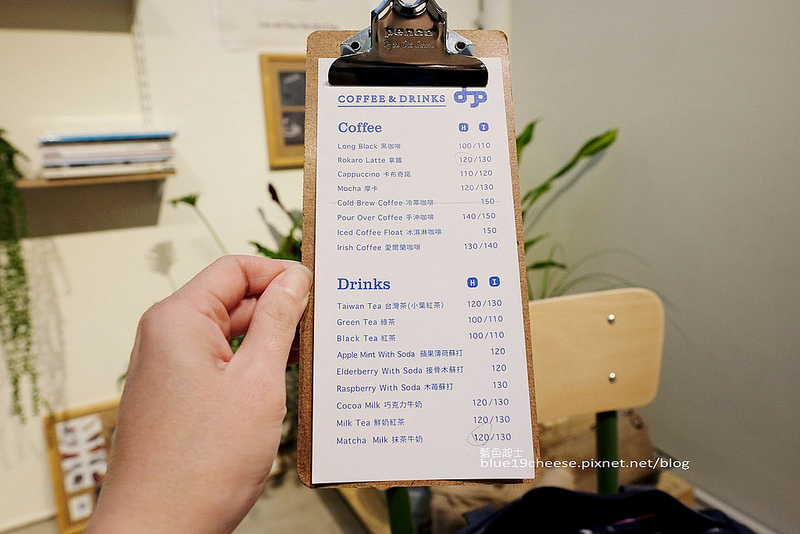 penco
COFFEE & DRINKS
Coffee H I
Long Black 黑咖啡 100/110
Rokaro Latte 拿鐵 120/130
Cappuccino 卡布奇諾 110/120
Mocha 摩卡 120/130
Cold Brew Coffee 冷萃咖啡 150
Pour Over Coffee 手沖咖啡 140/150
Iced Coffee Float 冰淇淋咖啡 150
Irish Coffee 愛爾蘭咖啡 130/140
Drinks H I
Taiwan Tea 台灣茶(小葉紅茶) 120/130
Green Tea 綠茶 100/110
Black Tea 紅茶 100/110
Apple Mint With Soda 蘋果薄荷蘇打 120
Elderberry With Soda 接骨木蘇打 120
Raspberry With Soda 木莓蘇打 130
Cocoa Milk 巧克力牛奶 120/130
Milk Tea 鮮奶紅茶 120/130
Matcha Milk 抹茶牛奶 120/130
藍色起士
blue19cheese.pixnet.net/blog